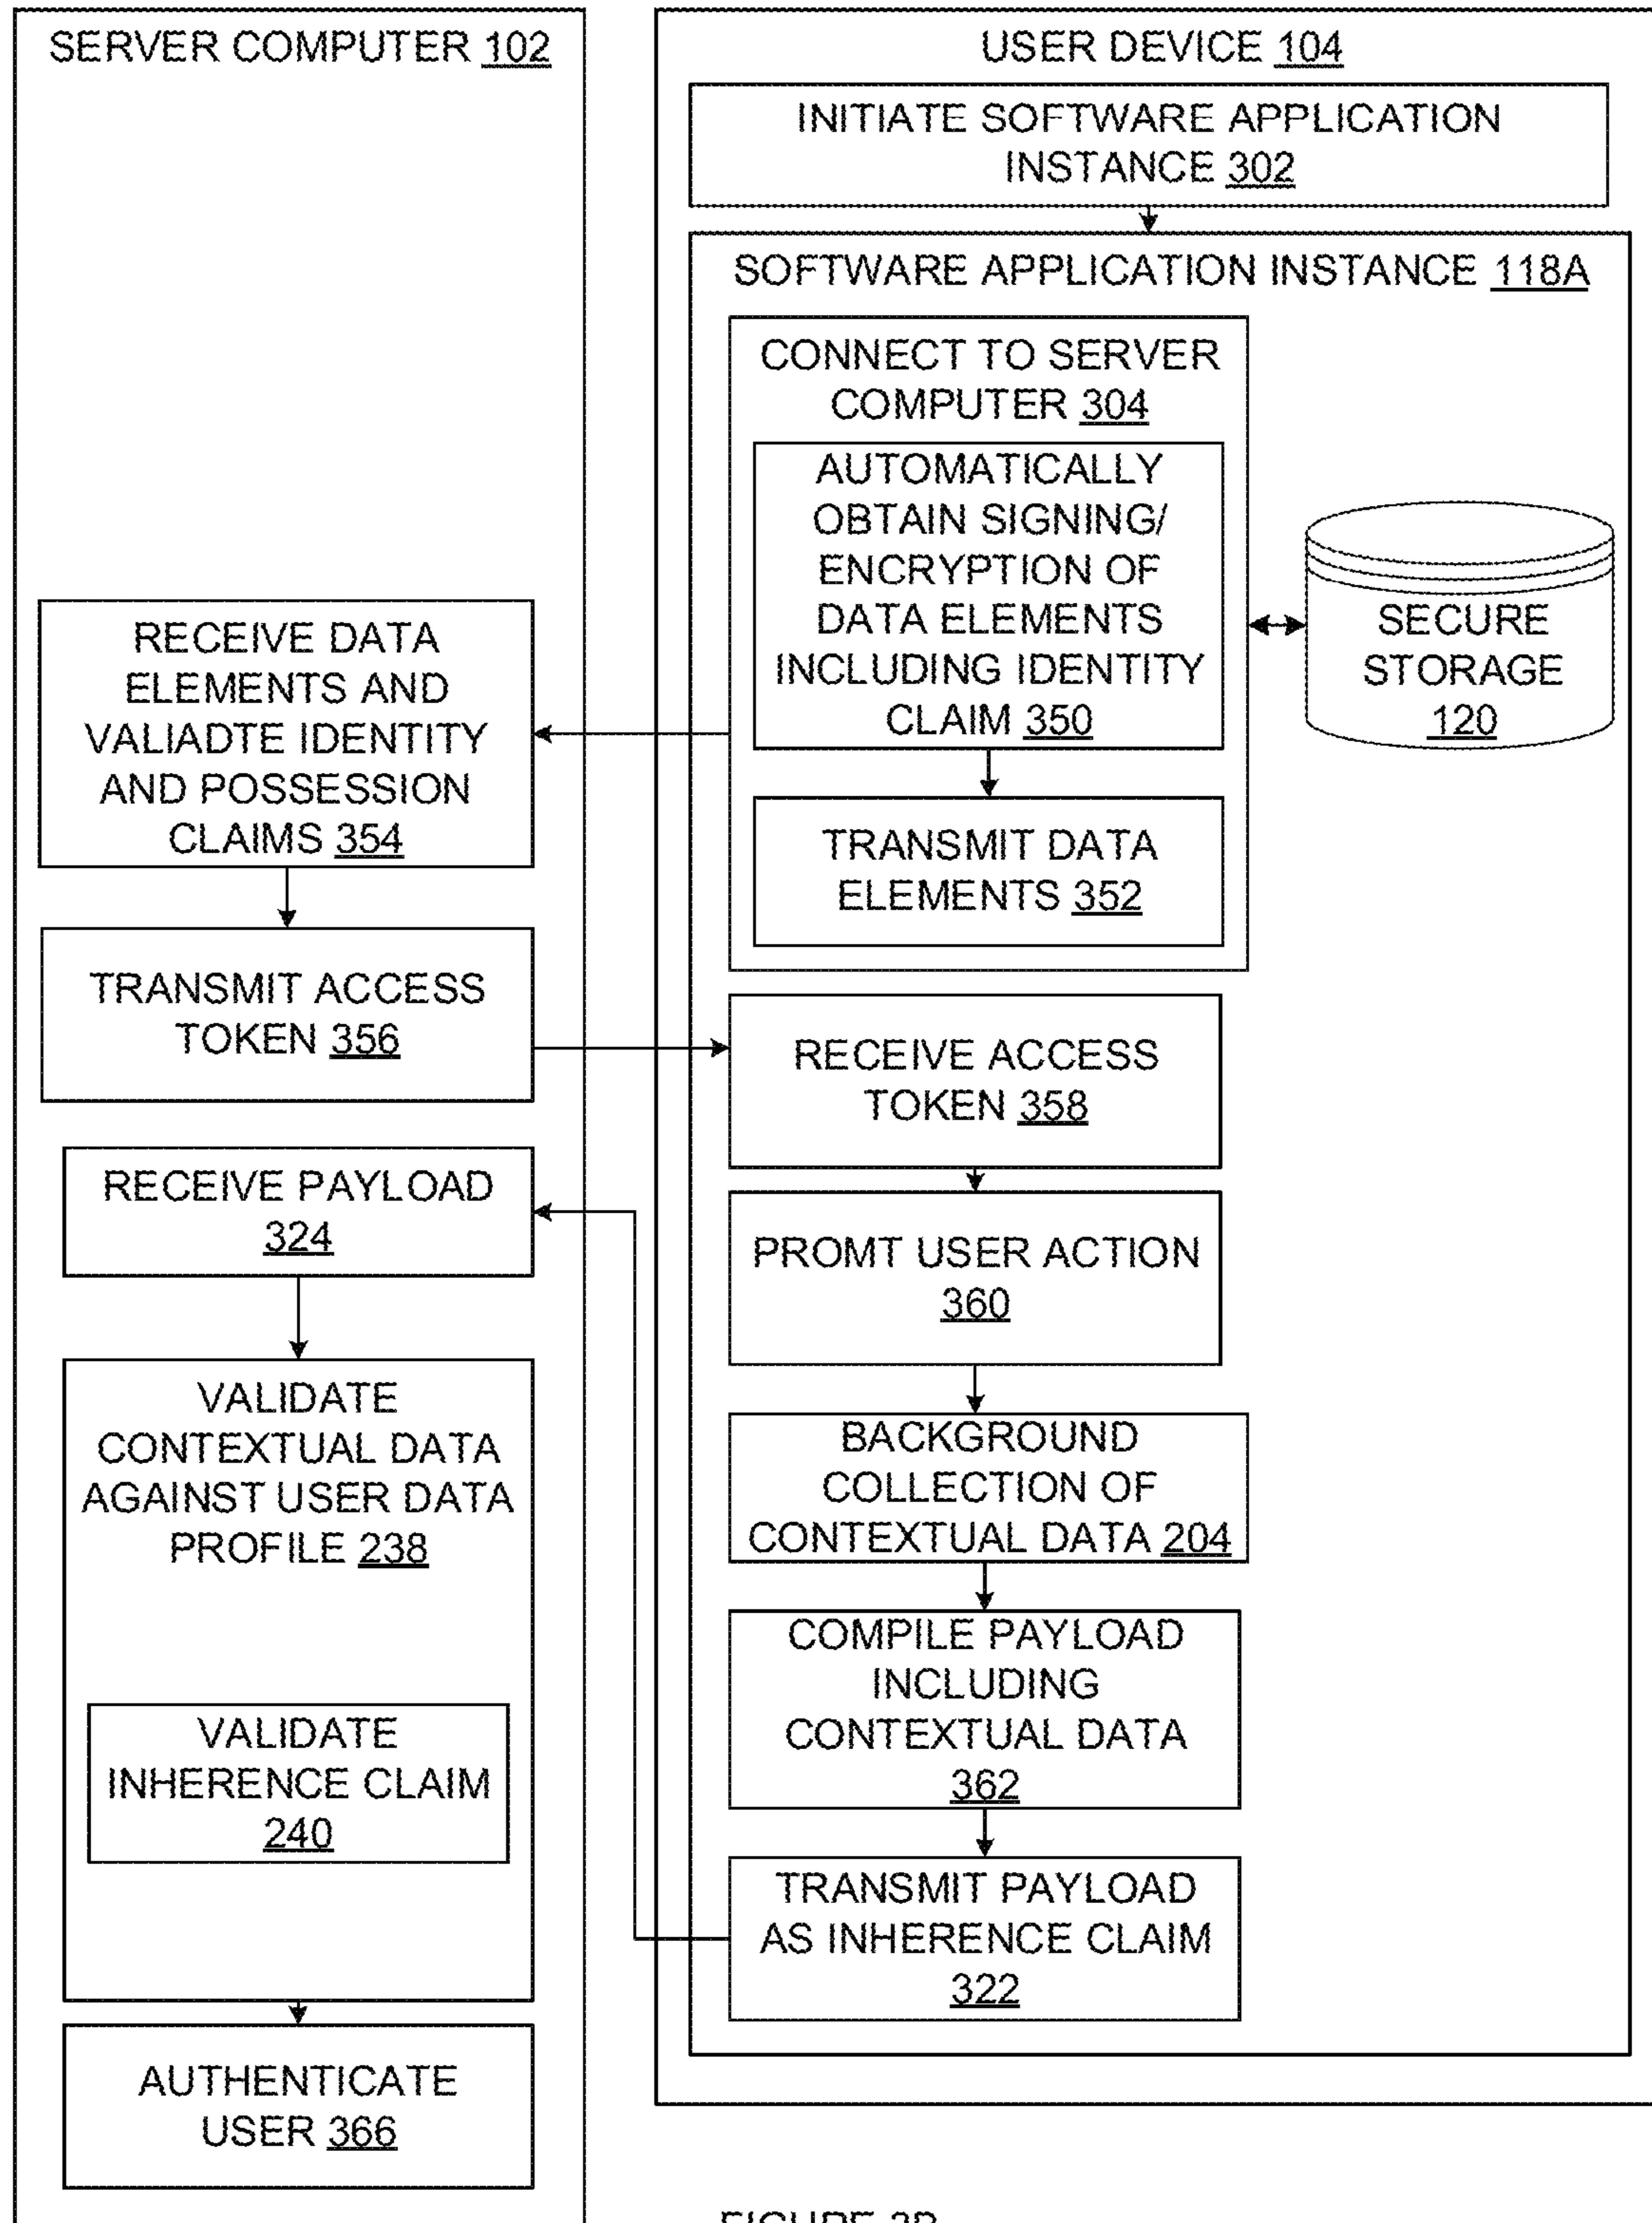 SERVER COMPUTER 102
RECEIVE DATA
ELEMENTS AND
VALIADTE IDENTITY
AND POSSESSION
CLAIMS 354
TRANSMIT ACCESS
TOKEN 356
RECEIVE PAYLOAD
324
VALIDATE
CONTEXTUAL DATA
AGAINST USER DATA
PROFILE 238
VALIDATE
INHERENCE CLAIM
240
AUTHENTICATE
USER 366
USER DEVICE 104
INITIATE SOFTWARE APPLICATION
INSTANCE 302
SOFTWARE APPLICATION INSTANCE 118A
CONNECT TO SERVER
COMPUTER 304
AUTOMATICALLY
OBTAIN SIGNING/
ENCRYPTION OF
DATA ELEMENTS
INCLUDING IDENTITY
CLAIM 350
TRANSMIT DATA
ELEMENTS 352
SECURE
STORAGE
120
RECEIVE ACCESS
TOKEN 358
PROMT USER ACTION
360
BACKGROUND
COLLECTION OF
CONTEXTUAL DATA 204
COMPILE PAYLOAD
INCLUDING
CONTEXTUAL DATA
362
TRANSMIT PAYLOAD
AS INHERENCE CLAIM
322